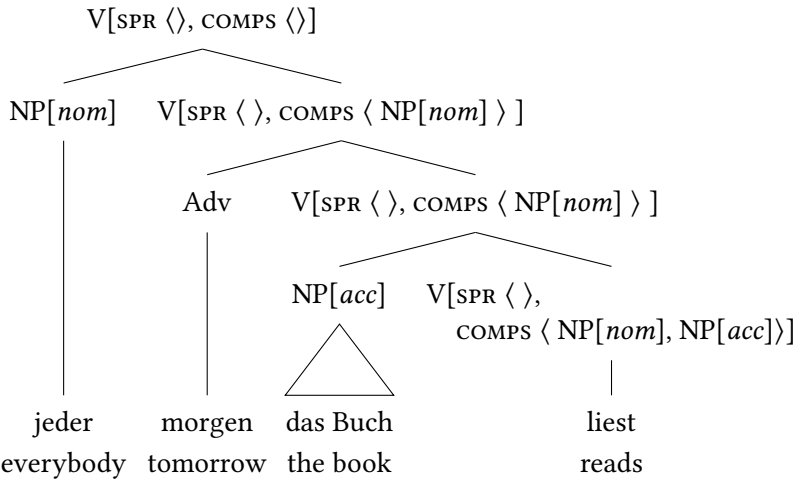 V[SPR ⟨⟩, COMPS ⟨⟩]
NP[nom] V[SPR ⟨ ⟩, COMPS ⟨ NP[nom] ⟩ ]
Adv V[SPR ⟨ ⟩, COMPS ⟨ NP[nom] ⟩ ]
NP[acc] V[SPR ⟨ ⟩,
COMPS ⟨ NP[nom], NP[acc]⟩]
jeder morgen das Buch liest
everybody tomorrow the book reads